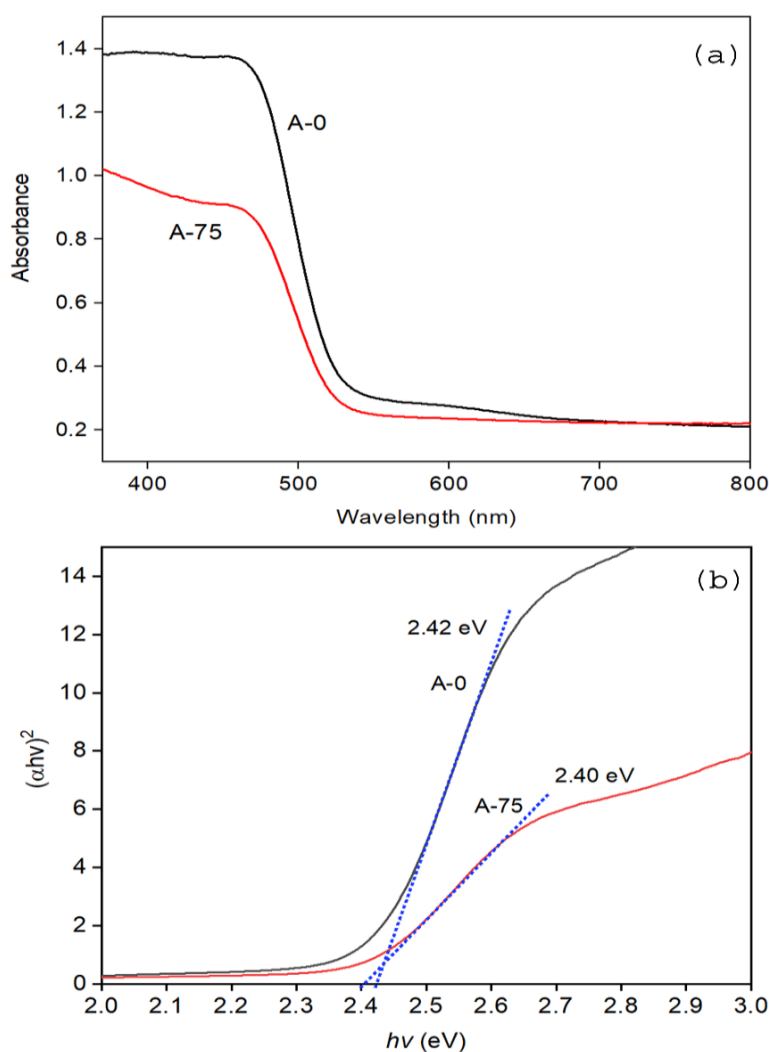 (a)
1.4
1.2
1.0
0.8
0.6
0.4
0.2
Absorbance
A-0
A-75
400 500 600 700 800
Wavelength (nm)
(b)
14
12
10
8
6
4
2
0
(αhν)²
2.42 eV
A-0
2.40 eV
A-75
2.0 2.1 2.2 2.3 2.4 2.5 2.6 2.7 2.8 2.9 3.0
hν (eV)